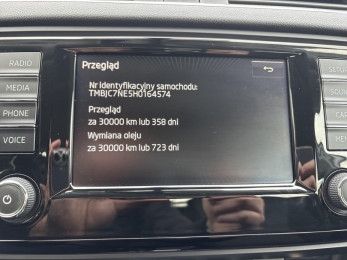 Przegląd
Nr identyfikacyjny samochodu:
TMBJC7NE5H0164574
Przegląd
za 30000 km lub 358 dni
Wymiana oleju
za 30000 km lub 723 dni
RADIO
MEDIA
PHONE
VOICE